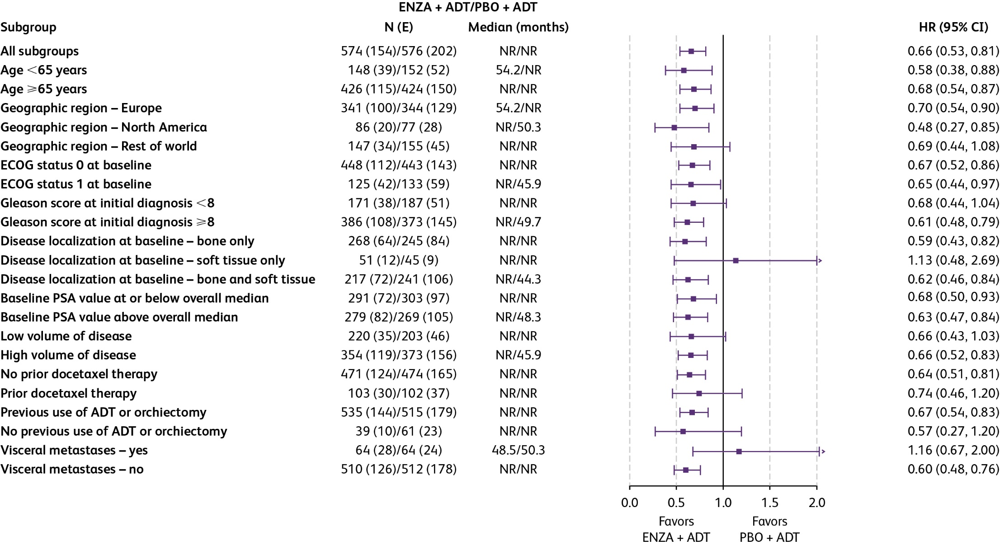 ENZA + ADT/PBO + ADT
Subgroup N (E) Median (months) HR (95% CI)
All subgroups 574 (154)/576 (202) NR/NR 0.66 (0.53, 0.81)
Age <65 years 148 (39)/152 (52) 54.2/NR 0.58 (0.38, 0.88)
Age ⩾65 years 426 (115)/424 (150) NR/NR 0.68 (0.54, 0.87)
Geographic region – Europe 341 (100)/344 (129) 54.2/NR 0.70 (0.54, 0.90)
Geographic region – North America 86 (20)/77 (28) NR/50.3 0.48 (0.27, 0.85)
Geographic region – Rest of world 147 (34)/155 (45) NR/NR 0.69 (0.44, 1.08)
ECOG status 0 at baseline 448 (112)/443 (143) NR/NR 0.67 (0.52, 0.86)
ECOG status 1 at baseline 125 (42)/133 (59) NR/45.9 0.65 (0.44, 0.97)
Gleason score at initial diagnosis <8 171 (38)/187 (51) NR/NR 0.68 (0.44, 1.04)
Gleason score at initial diagnosis ⩾8 386 (108)/373 (145) NR/49.7 0.61 (0.48, 0.79)
Disease localization at baseline – bone only 268 (64)/245 (84) NR/NR 0.59 (0.43, 0.82)
Disease localization at baseline – soft tissue only 51 (12)/45 (9) NR/NR 1.13 (0.48, 2.69)
Disease localization at baseline – bone and soft tissue 217 (72)/241 (106) NR/44.3 0.62 (0.46, 0.84)
Baseline PSA value at or below overall median 291 (72)/303 (97) NR/NR 0.68 (0.50, 0.93)
Baseline PSA value above overall median 279 (82)/269 (105) NR/48.3 0.63 (0.47, 0.84)
Low volume of disease 220 (35)/203 (46) NR/NR 0.66 (0.43, 1.03)
High volume of disease 354 (119)/373 (156) NR/45.9 0.66 (0.52, 0.83)
No prior docetaxel therapy 471 (124)/474 (165) NR/NR 0.64 (0.51, 0.81)
Prior docetaxel therapy 103 (30)/102 (37) NR/NR 0.74 (0.46, 1.20)
Previous use of ADT or orchiectomy 535 (144)/515 (179) NR/NR 0.67 (0.54, 0.83)
No previous use of ADT or orchiectomy 39 (10)/61 (23) NR/NR 0.57 (0.27, 1.20)
Visceral metastases – yes 64 (28)/64 (24) 48.5/50.3 1.16 (0.67, 2.00)
Visceral metastases – no 510 (126)/512 (178) NR/NR 0.60 (0.48, 0.76)
0.0 0.5 1.0 1.5 2.0
Favors Favors
ENZA + ADT PBO + ADT